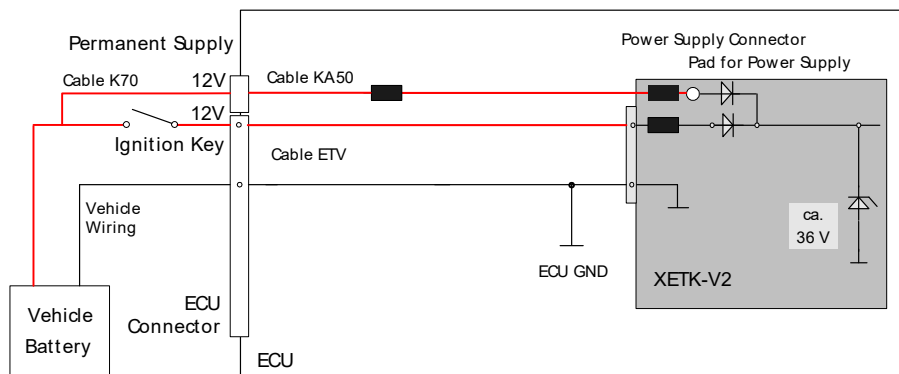 Permanent Supply
Power Supply Connector
Pad for Power Supply
Cable K70
12V
Cable KA50
12V
Ignition Key
Cable ETV
Vehicle
Wiring
ca.
36 V
ECU GND
XETK-V2
ECU
Connector
Vehicle
Battery
ECU